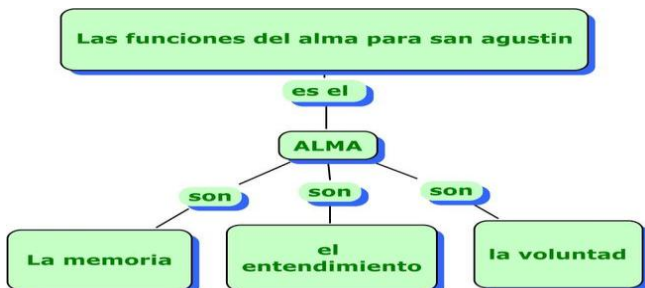 Las funciones del alma para san agustin
es el
ALMA
son
son
son
La memoria
el
entendimiento
la voluntad